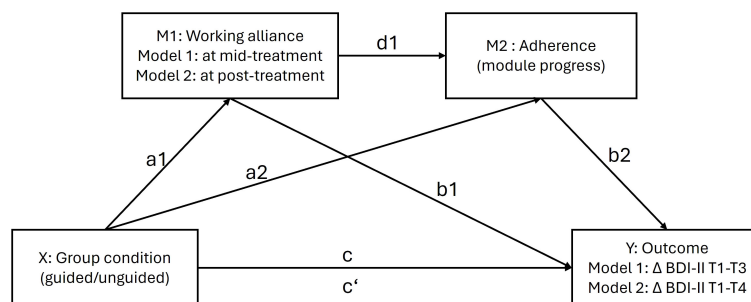 M1: Working alliance
Model 1: at mid-treatment
Model 2: at post-treatment
d1
M2 : Adherence
(module progress)
a1
a2
b1
b2
X: Group condition
(guided/unguided)
c
c‘
Y: Outcome
Model 1: Δ BDI-II T1-T3
Model 2: Δ BDI-II T1-T4